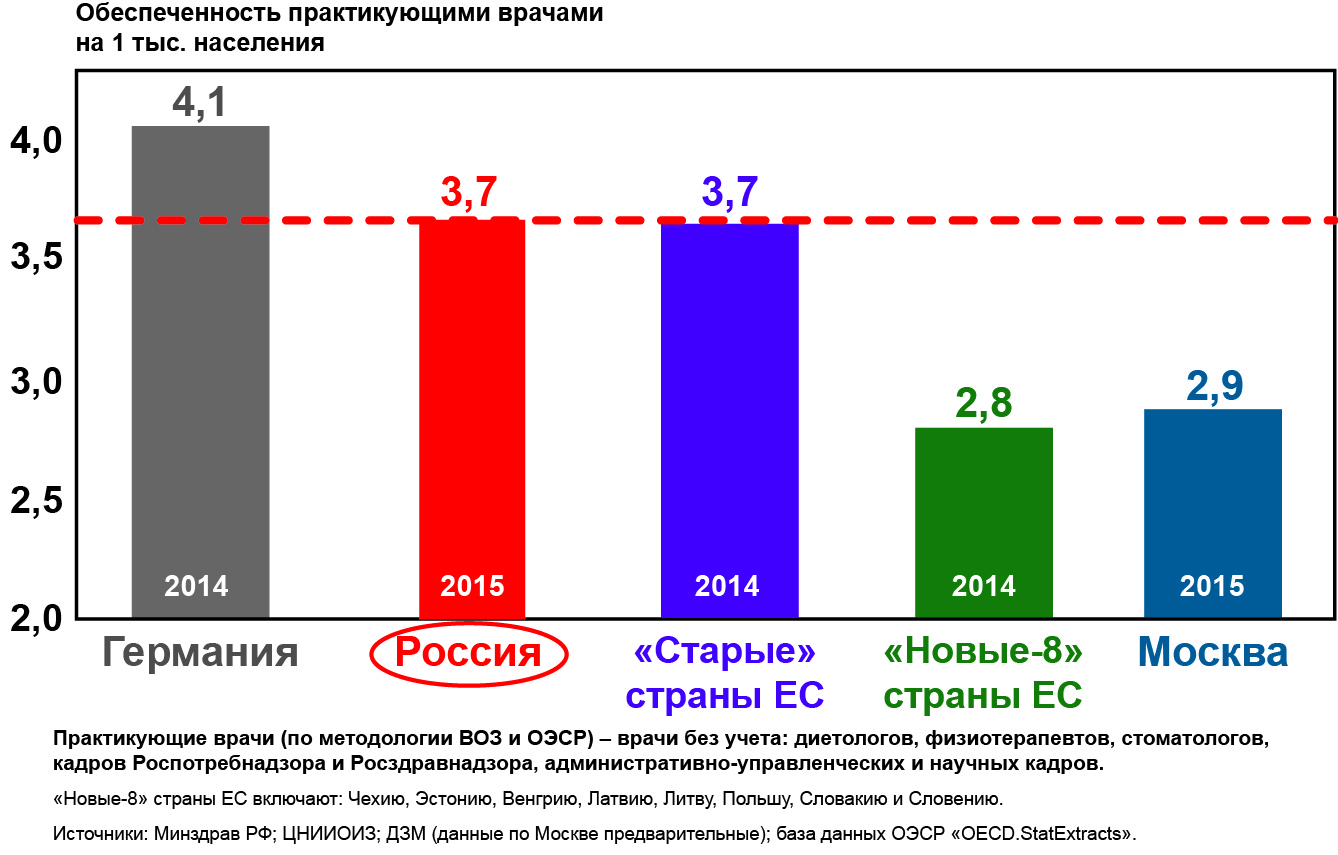 Обеспеченность практикующими врачами
на 1 тыс. населения
4,1
4,0
3,7
3,7
3,5
3,0
2,8
2,9
2,5
2,0
2014
2015
2014
2014
2015
Германия
Россия
«Старые»
страны ЕС
«Новые-8»
страны ЕС
Москва
Практикующие врачи (по методологии ВОЗ и ОЭСР) – врачи без учета: диетологов, физиотерапевтов, стоматологов,
кадров Роспотребнадзора и Росздравнадзора, административно-управленческих и научных кадров.
«Новые-8» страны ЕС включают: Чехию, Эстонию, Венгрию, Латвию, Литву, Польшу, Словакию и Словению.
Источники: Минздрав РФ; ЦНИИОИЗ; ДЗМ (данные по Москве предварительные); база данных ОЭСР «OECD.StatExtracts».